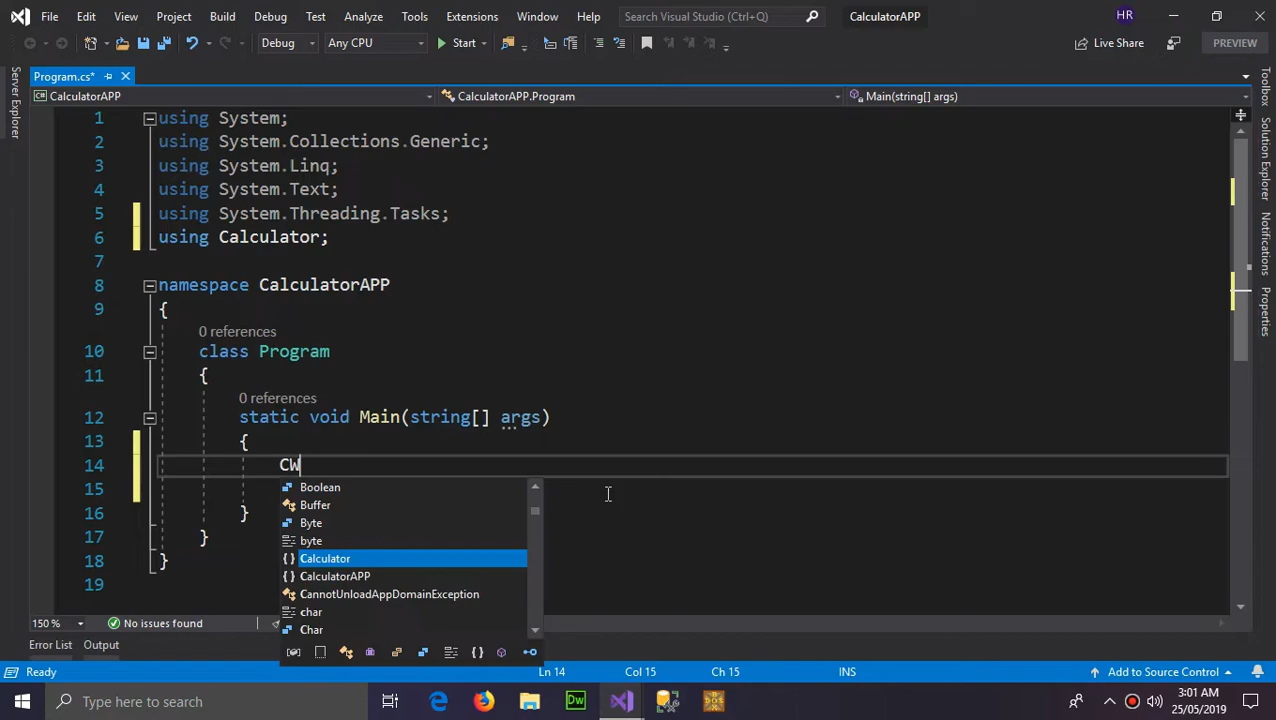 File Edit View Project Build Debug Test Analyze Tools Extensions Window Help Search Visual Studio (Ctrl+Q) CalculatorAPP HR
Debug Any CPU Start Live Share PREVIEW
Program.cs*
CalculatorAPP CalculatorAPP.Program Main(string[] args)
Server Explorer
Toolbox
Solution Explorer
Notifications
Properties
1 using System;
2 using System.Collections.Generic;
3 using System.Linq;
4 using System.Text;
5 using System.Threading.Tasks;
6 using Calculator;
7
8 namespace CalculatorAPP
9 {
0 references
10 class Program
11 {
0 references
12 static void Main(string[] args)
13 {
14 CW
15
16 }
17 }
18 }
19
Boolean
Buffer
Byte
byte
{ } Calculator
{ } CalculatorAPP
CannotUnloadAppDomainException
char
Char
150 % No issues found
Error List Output
Ready Ln 14 Col 15 Ch 15 INS Add to Source Control
Type here to search Dw 3:01 AM
25/05/2019